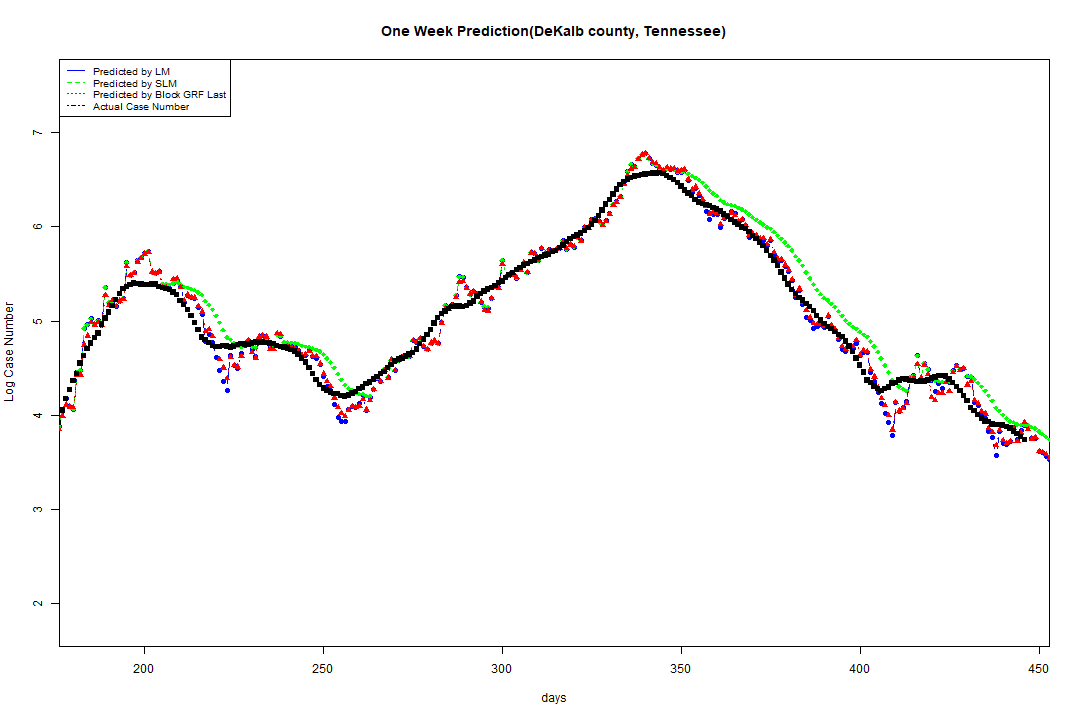 One Week Prediction(DeKalb county, Tennessee)
Predicted by LM
Predicted by SLM
Predicted by Block GRF Last
Actual Case Number
7
6
5
4
3
2
Log Case Number
200 250 300 350 400 450
days